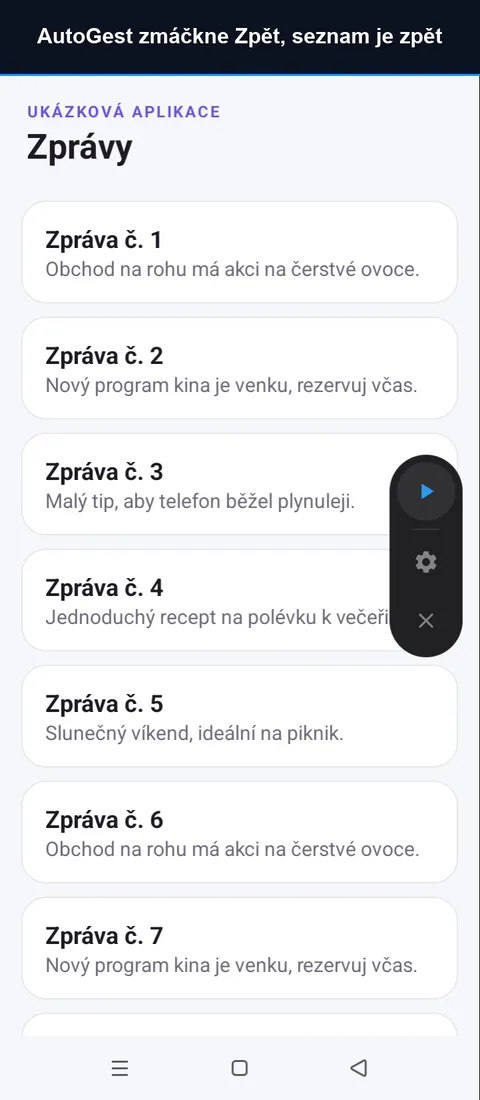 AutoGest zmáčkne Zpět, seznam je zpět
UKÁZKOVÁ APLIKACE
Zprávy
Zpráva č. 1
Obchod na rohu má akci na čerstvé ovoce.
Zpráva č. 2
Nový program kina je venku, rezervuj včas.
Zpráva č. 3
Malý tip, aby telefon běžel plynuleji.
Zpráva č. 4
Jednoduchý recept na polévku k večeři
Zpráva č. 5
Slunečný víkend, ideální na piknik.
Zpráva č. 6
Obchod na rohu má akci na čerstvé ovoce.
Zpráva č. 7
Nový program kina je venku, rezervuj včas.